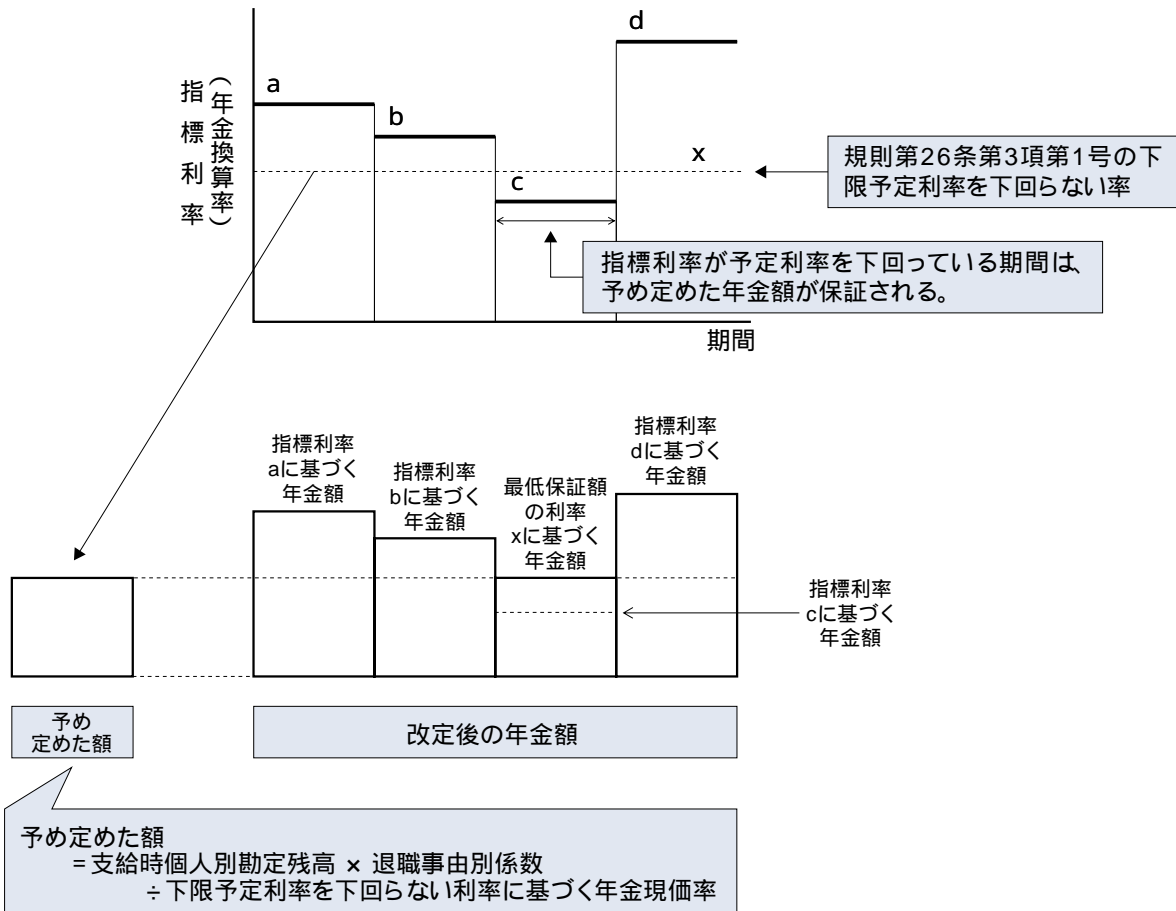 指標利率
(年金換算率)
a
b
c
d
x
規則第26条第3項第1号の下
限予定利率を下回らない率
指標利率が予定利率を下回っている期間は、
予め定めた年金額が保証される。
期間
指標利率
aに基づく
年金額
指標利率
bに基づく
年金額
最低保証額
の利率
xに基づく
年金額
指標利率
dに基づく
年金額
指標利率
cに基づく
年金額
予め
定めた額
改定後の年金額
予め定めた額
=支給時個人別勘定残高 × 退職事由別係数
÷下限予定利率を下回らない利率に基づく年金現価率